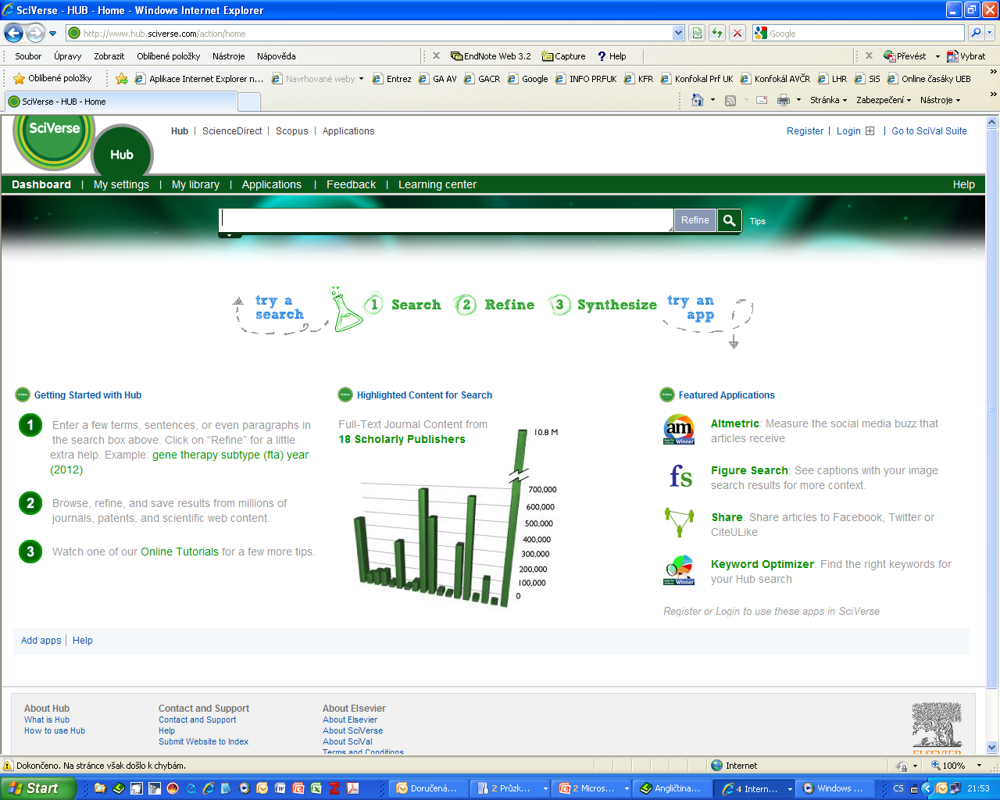 SciVerse - HUB - Home - Windows Internet Explorer
http://www.hub.sciverse.com/action/home
Google
Soubor Úpravy Zobrazit Oblíbené položky Nástroje Nápověda
EndNote Web 3.2 Capture ? Help
Převést Vybrat
Oblíbené položky
Aplikace Internet Explorer n... Navrhované weby Entrez GA AV GACR Google INFO PRFUK KFR Konfokal Prf UK Konfokál AVČR LHR SiS Online časáky UEB
SciVerse - HUB - Home
Stránka Zabezpečení Nástroje
SciVerse
Hub
Hub | ScienceDirect | Scopus | Applications
Register | Login | Go to SciVal Suite
Dashboard | My settings | My library | Applications | Feedback | Learning center
Help
Refine
Tips
try a
search
1 Search 2 Refine 3 Synthesize
try an
app
Getting Started with Hub
1 Enter a few terms, sentences, or even paragraphs in
the search box above. Click on “Refine” for a little
extra help. Example: gene therapy subtype (fta) year
(2012)
2 Browse, refine, and save results from millions of
journals, patents, and scientific web content.
3 Watch one of our Online Tutorials for a few more tips.
Highlighted Content for Search
Full-Text Journal Content from
18 Scholarly Publishers
10.8 M
700,000
600,000
500,000
400,000
300,000
200,000
100,000
0
Featured Applications
am
Winner
Altmetric: Measure the social media buzz that
articles receive
fs
Figure Search: See captions with your image
search results for more context.
Share: Share articles to Facebook, Twitter or
CiteULike
Winner
Keyword Optimizer: Find the right keywords for
your Hub search
Register or Login to use these apps in SciVerse
Add apps | Help
About Hub
What is Hub
How to use Hub
Contact and Support
Contact and Support
Help
Submit Website to Index
About Elsevier
About Elsevier
About SciVerse
About SciVal
Terms and Conditions
ELSEVIER
Dokončeno. Na stránce však došlo k chybám.
Internet
100%
Start
Doručená...
2 Průzk...
2 Micros...
Angličtina...
4 Intern...
Windows ...
CS
21:53